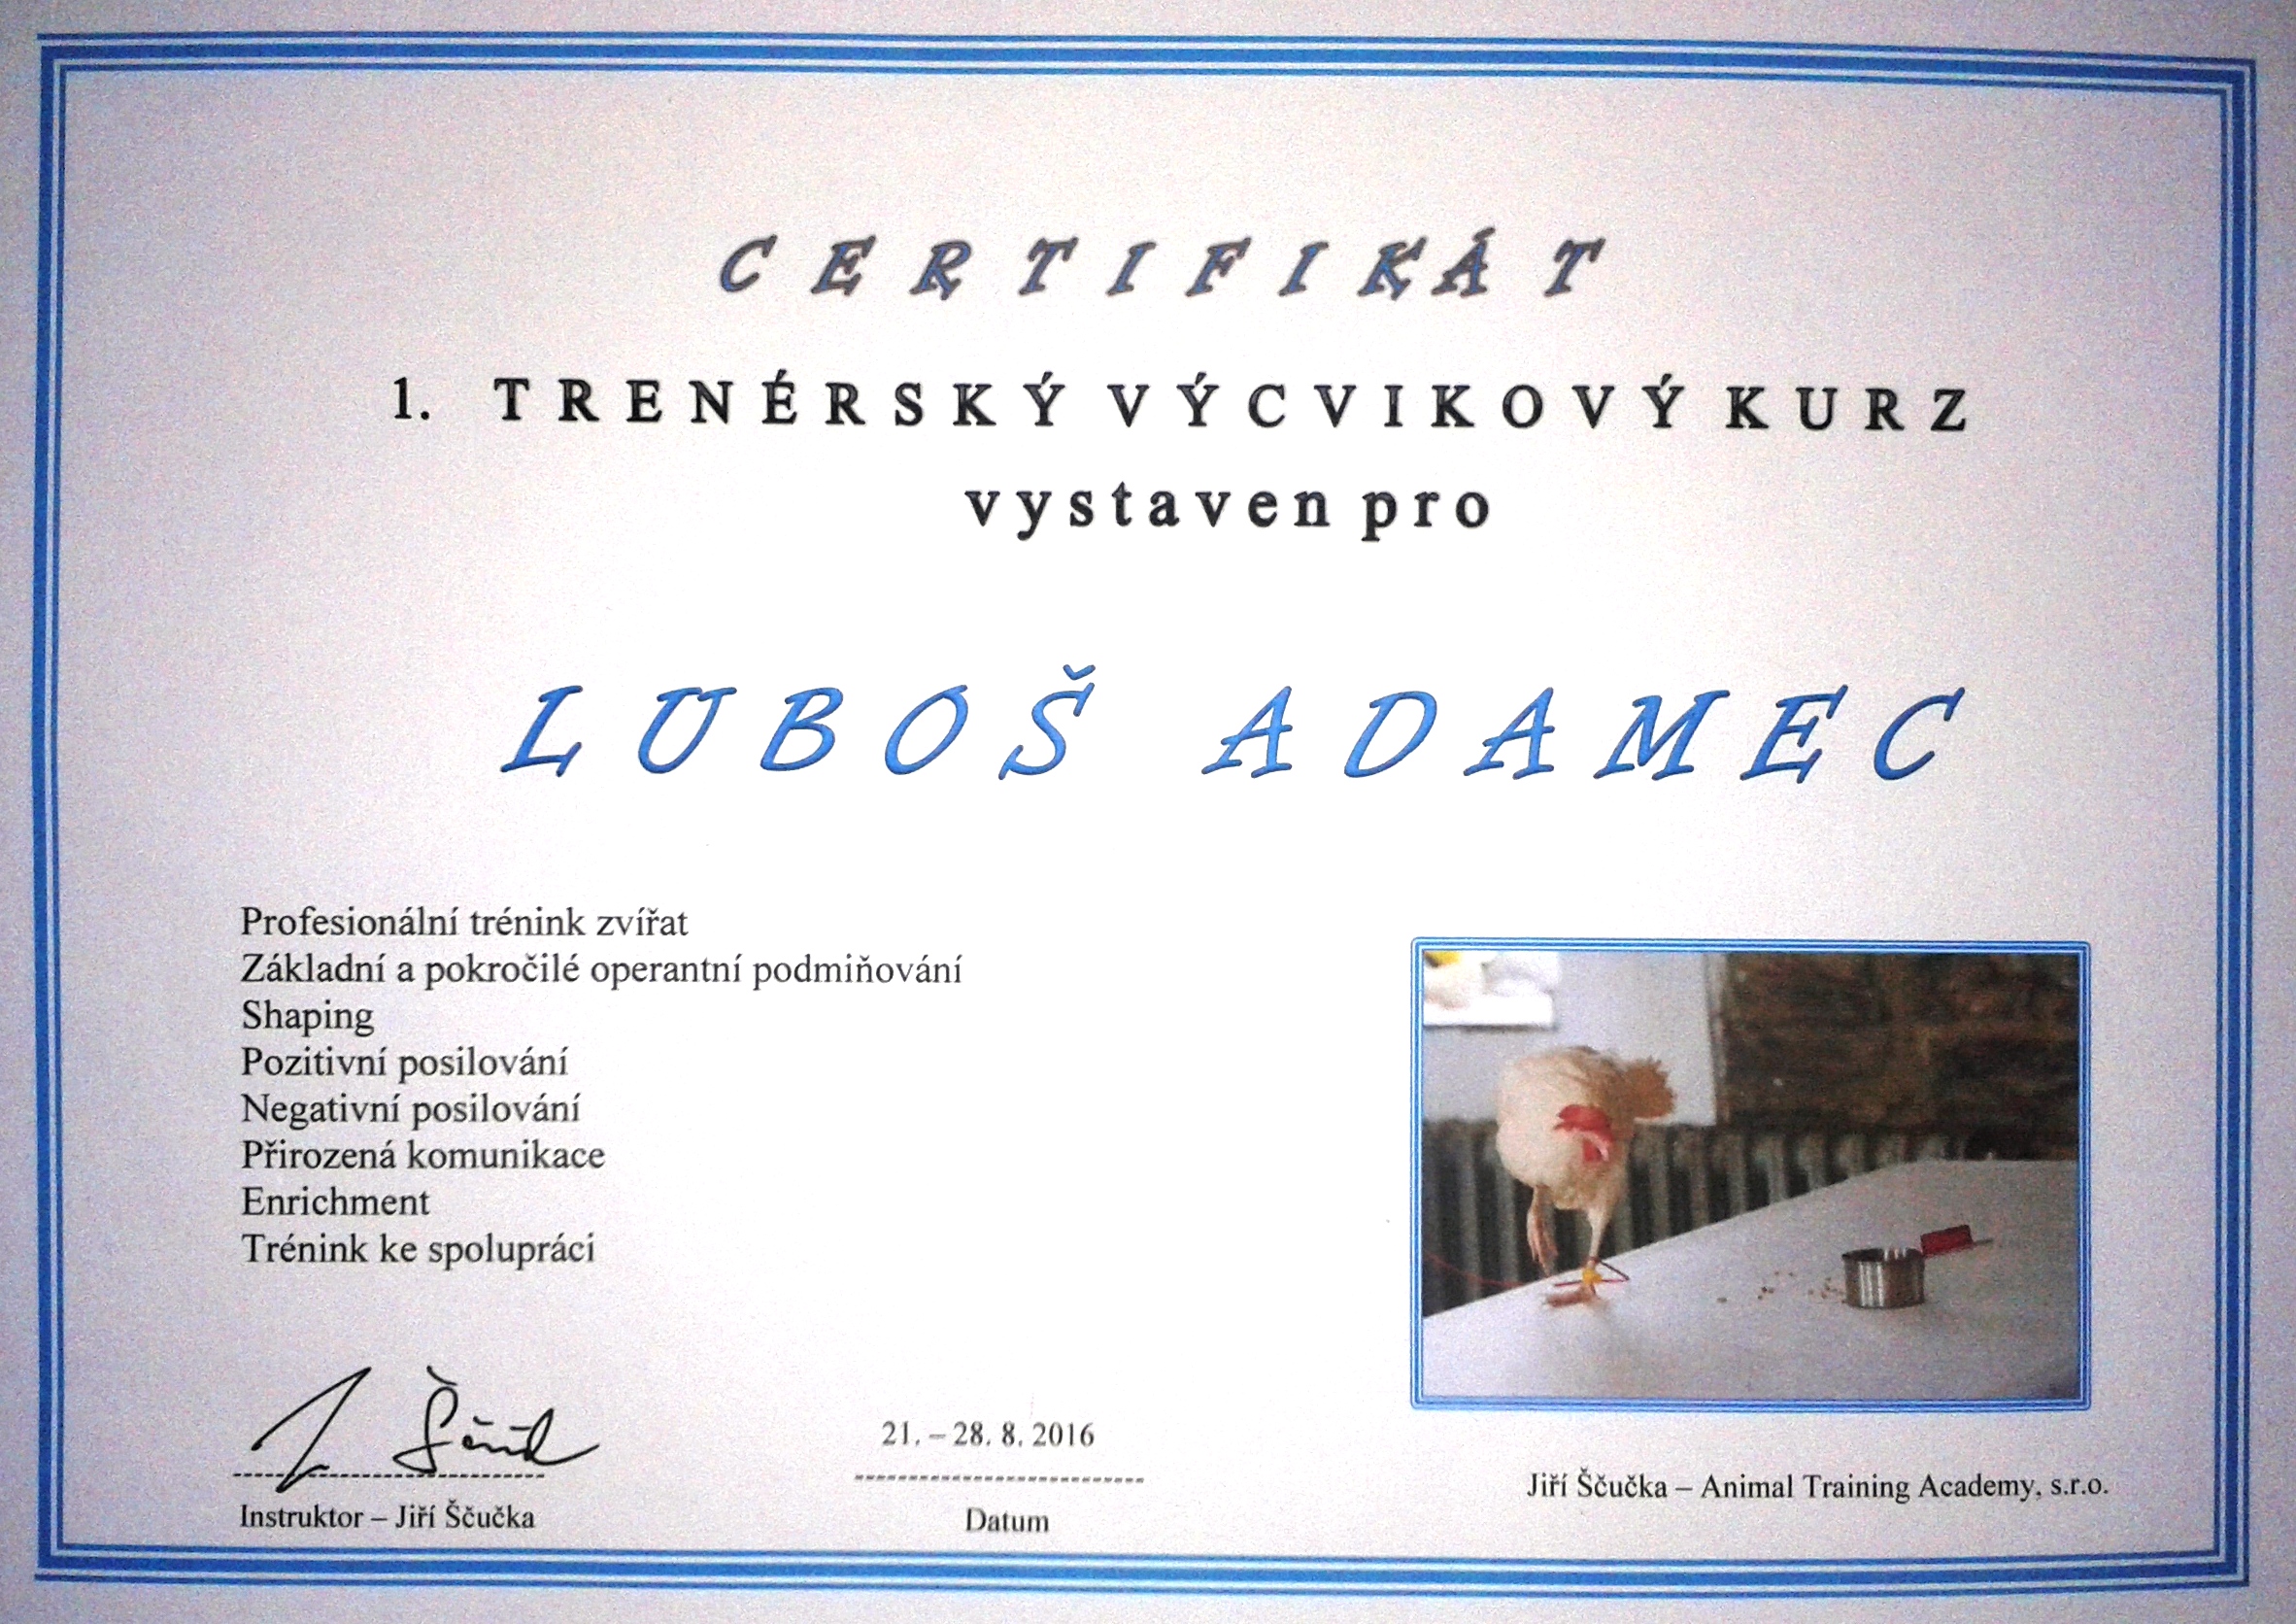 CERTIFIKÁT
1. TRENÉRSKÝ VÝCVIKOVÝ KURZ
vystaven pro
LUBOŠ ADAMEC
Profesionální trénink zvířat
Základní a pokročilé operantní podmiňování
Shaping
Pozitivní posilování
Negativní posilování
Přirozená komunikace
Enrichment
Trénink ke spolupráci
21. – 28. 8. 2016
Instruktor – Jiří Ščučka
Datum
Jiří Ščučka – Animal Training Academy, s.r.o.